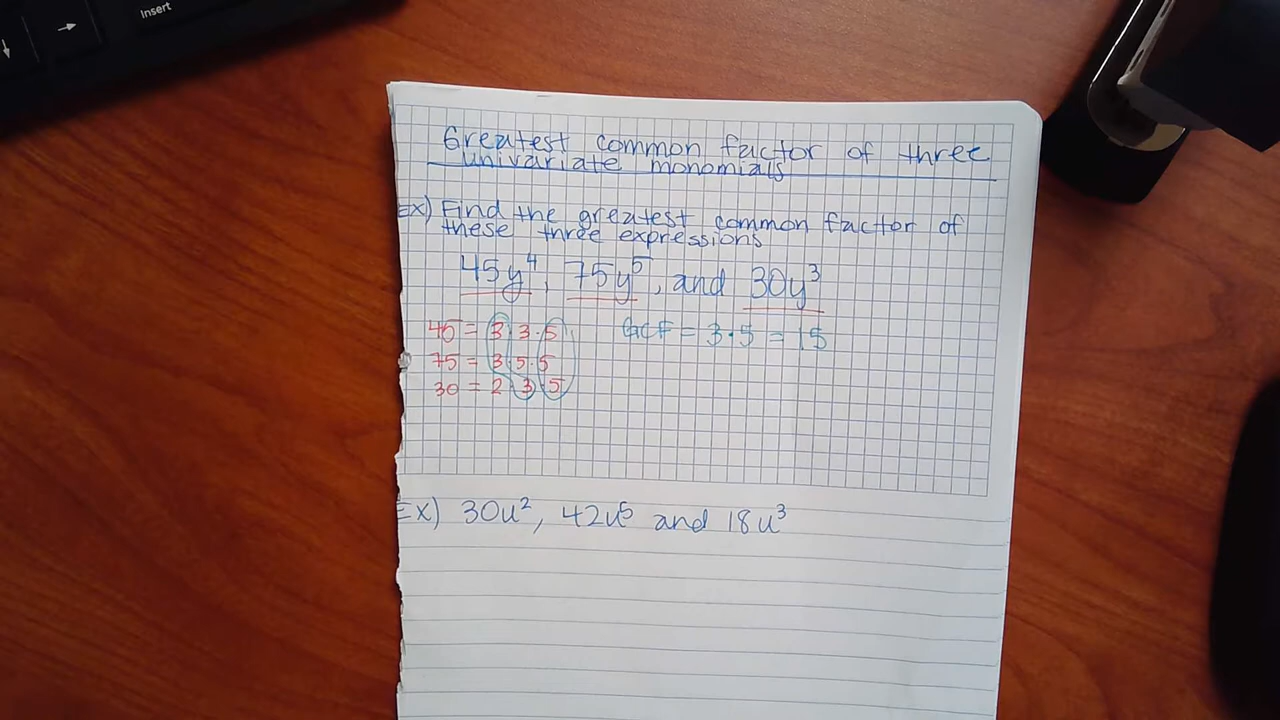 Insert
Greatest common factor of three
univariate monomials
EX) Find the greatest common factor of
these three expressions
45y⁴, 75y⁵, and 30y³
45 = 3·3·5
75 = 3·5·5
30 = 2·3·5
GCF = 3·5 = 15
EX) 30u², 42u⁵ and 18u³